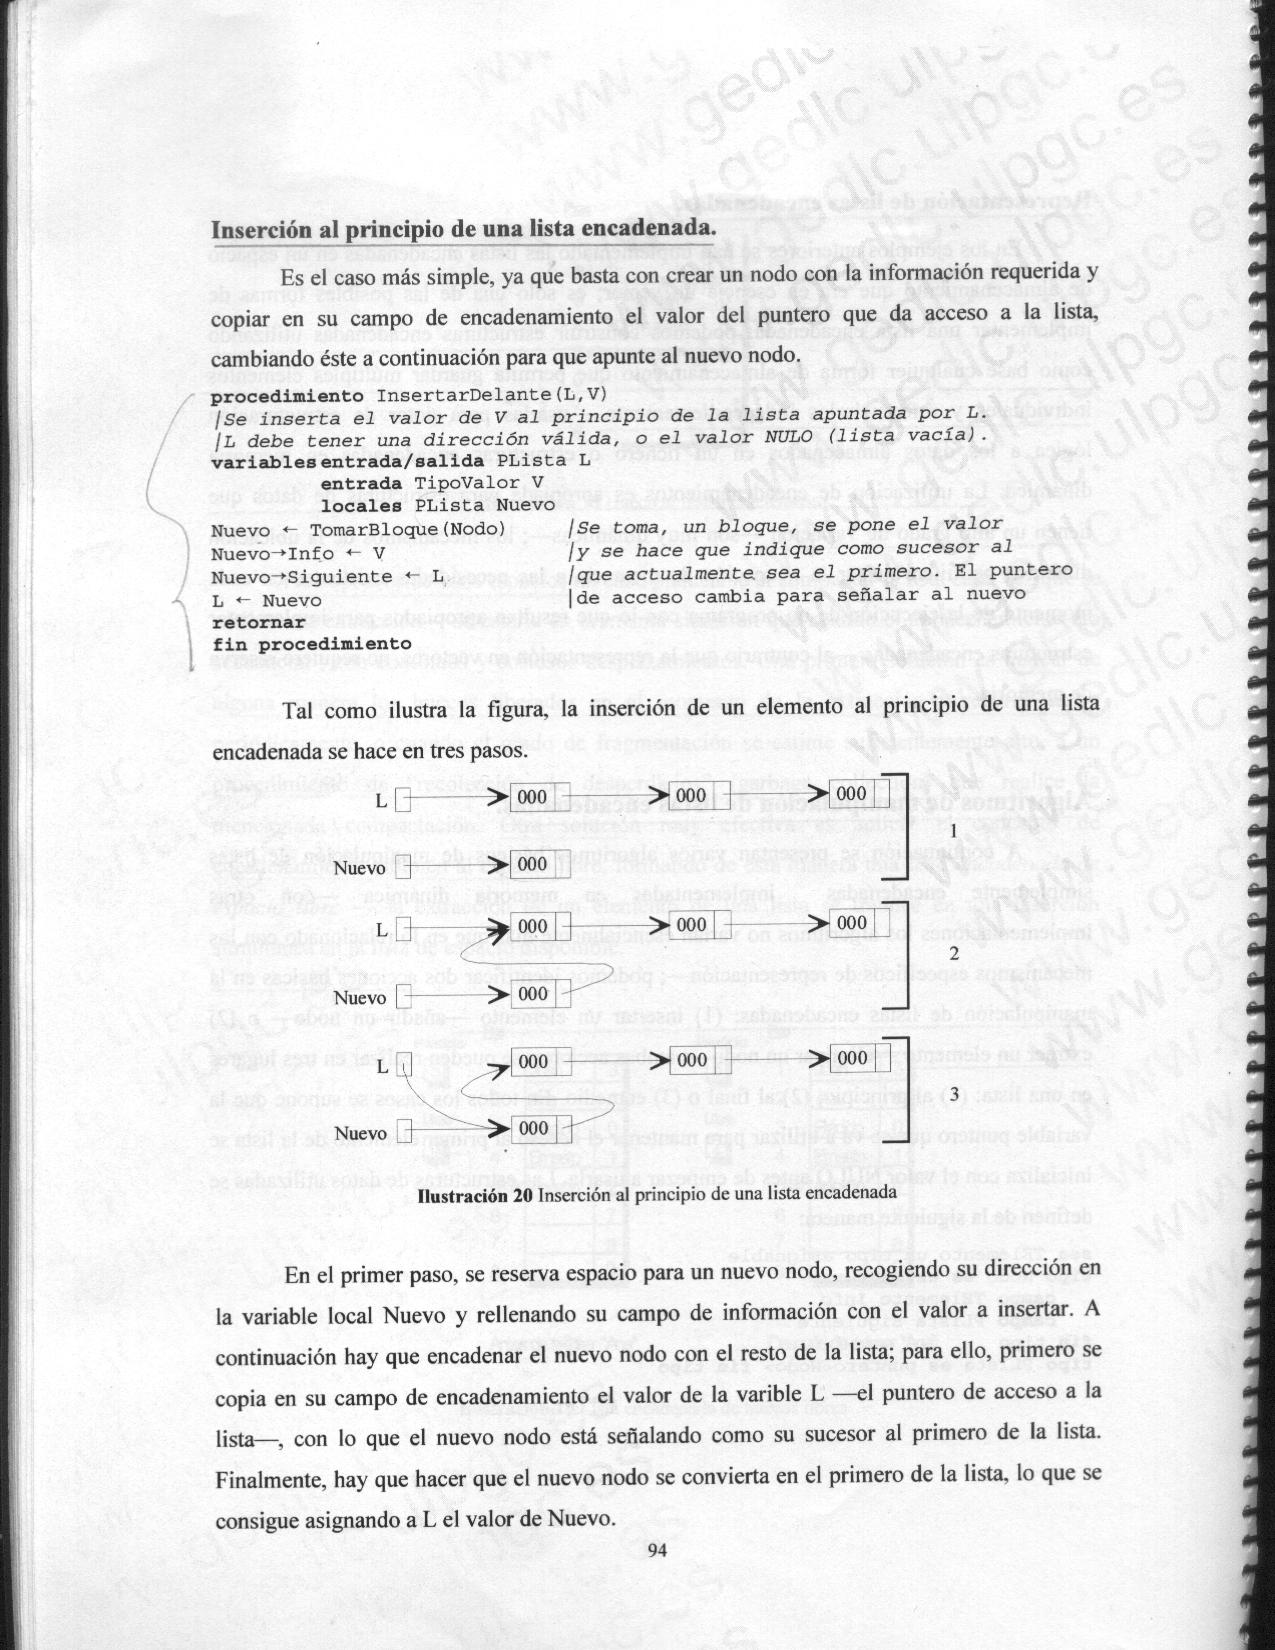 Inserción al principio de una lista encadenada.
Es el caso más simple, ya que basta con crear un nodo con la información requerida y
copiar en su campo de encadenamiento el valor del puntero que da acceso a la lista,
cambiando éste a continuación para que apunte al nuevo nodo.
procedimiento InsertarDelante(L,V)
|Se inserta el valor de V al principio de la lista apuntada por L.
|L debe tener una dirección válida, o el valor NULO (lista vacía).
variables entrada/salida PLista L
entrada TipoValor V
locales PLista Nuevo
Nuevo ← TomarBloque(Nodo) |Se toma, un bloque, se pone el valor
Nuevo→Info ← V |y se hace que indique como sucesor al
Nuevo→Siguiente ← L |que actualmente sea el primero. El puntero
L ← Nuevo |de acceso cambia para señalar al nuevo
retornar
fin procedimiento
Tal como ilustra la figura, la inserción de un elemento al principio de una lista
encadenada se hace en tres pasos.
L 000 000 000
1
Nuevo 000
L 000 000 000
2
Nuevo 000
L 000 000 000
3
Nuevo 000
Ilustración 20 Inserción al principio de una lista encadenada
En el primer paso, se reserva espacio para un nuevo nodo, recogiendo su dirección en
la variable local Nuevo y rellenando su campo de información con el valor a insertar. A
continuación hay que encadenar el nuevo nodo con el resto de la lista; para ello, primero se
copia en su campo de encadenamiento el valor de la varible L —el puntero de acceso a la
lista—, con lo que el nuevo nodo está señalando como su sucesor al primero de la lista.
Finalmente, hay que hacer que el nuevo nodo se convierta en el primero de la lista, lo que se
consigue asignando a L el valor de Nuevo.
94